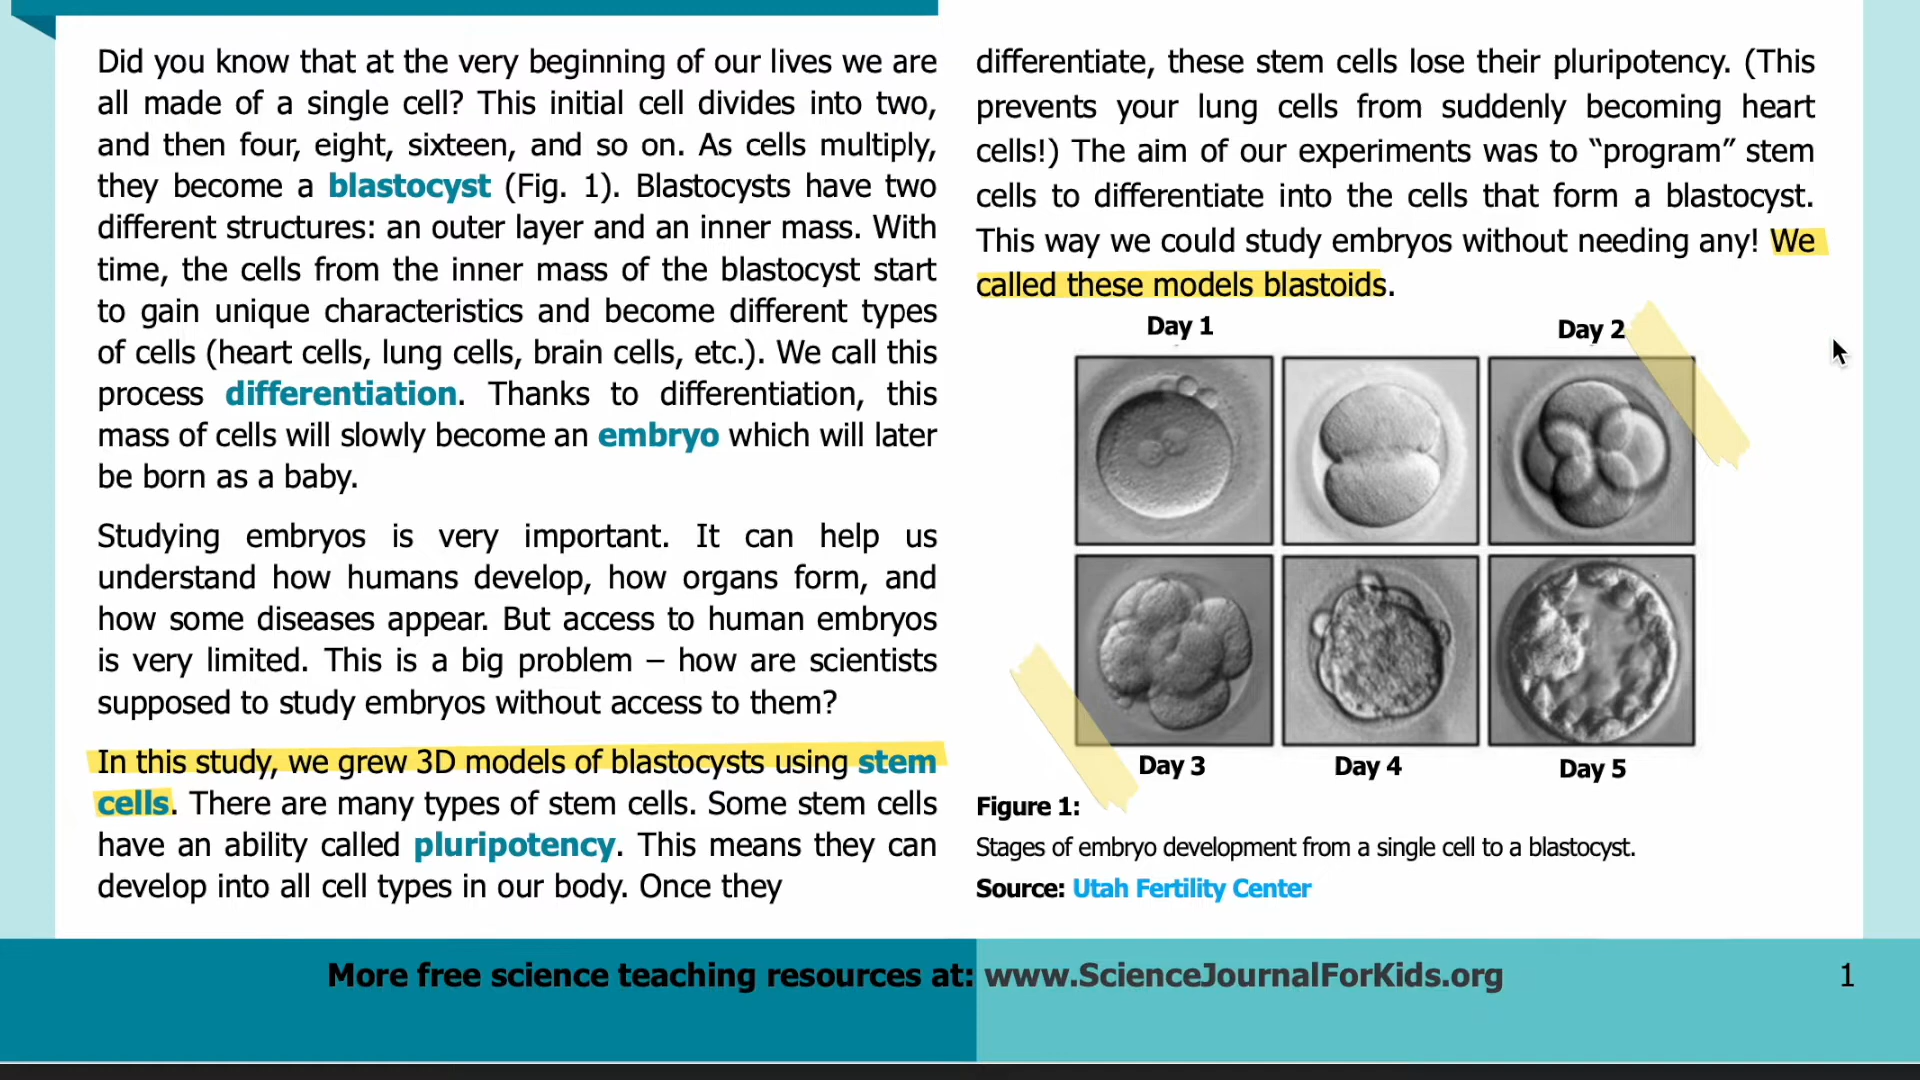 Did you know that at the very beginning of our lives we are
all made of a single cell? This initial cell divides into two,
and then four, eight, sixteen, and so on. As cells multiply,
they become a blastocyst (Fig. 1). Blastocysts have two
different structures: an outer layer and an inner mass. With
time, the cells from the inner mass of the blastocyst start
to gain unique characteristics and become different types
of cells (heart cells, lung cells, brain cells, etc.). We call this
process differentiation. Thanks to differentiation, this
mass of cells will slowly become an embryo which will later
be born as a baby.
Studying embryos is very important. It can help us
understand how humans develop, how organs form, and
how some diseases appear. But access to human embryos
is very limited. This is a big problem – how are scientists
supposed to study embryos without access to them?
In this study, we grew 3D models of blastocysts using stem
cells. There are many types of stem cells. Some stem cells
have an ability called pluripotency. This means they can
develop into all cell types in our body. Once they
differentiate, these stem cells lose their pluripotency. (This
prevents your lung cells from suddenly becoming heart
cells!) The aim of our experiments was to “program” stem
cells to differentiate into the cells that form a blastocyst.
This way we could study embryos without needing any! We
called these models blastoids.
Day 1
Day 2
Day 3
Day 4
Day 5
Figure 1:
Stages of embryo development from a single cell to a blastocyst.
Source: Utah Fertility Center
More free science teaching resources at: www.ScienceJournalForKids.org
1